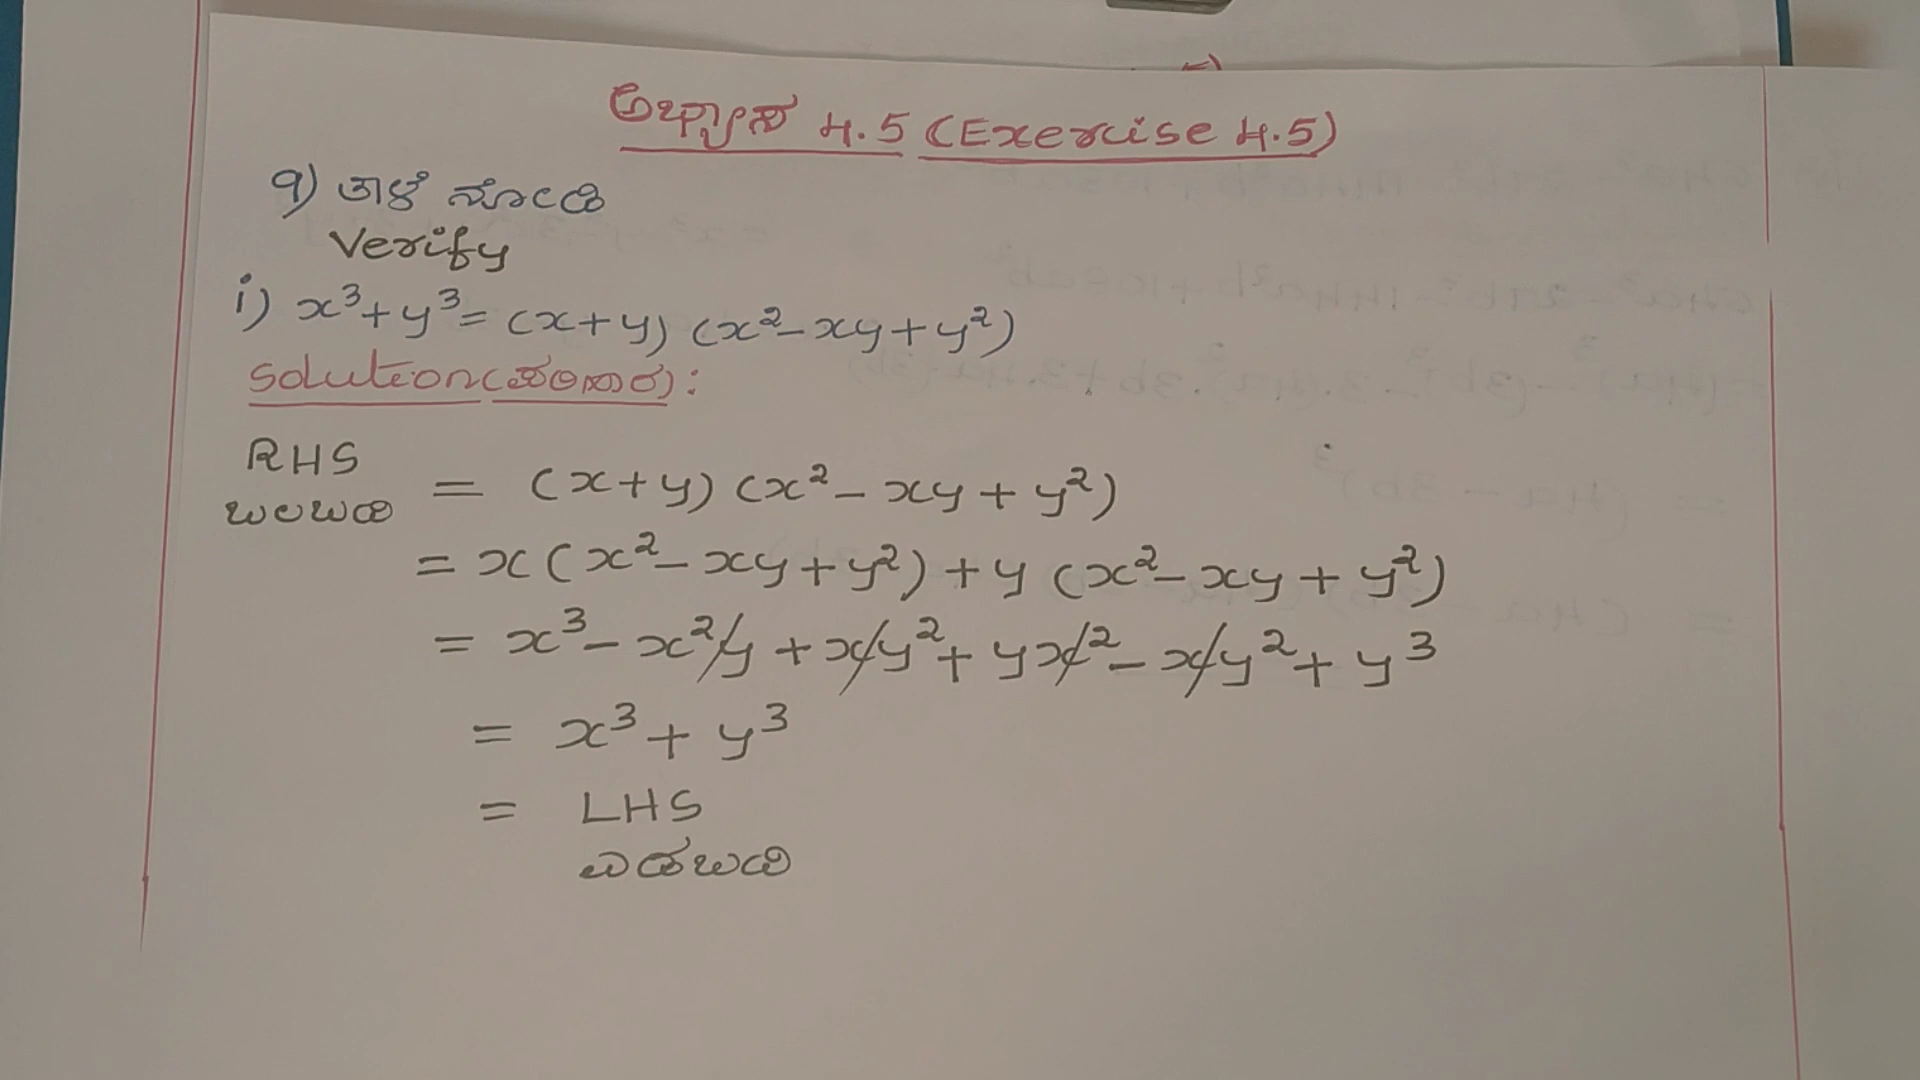 ಅಭ್ಯಾಸ 4.5 (Exercise 4.5)
9) ತಾಳೆ ನೋಡಿ
Verify
i) x³+y³= (x+y) (x²-xy+y²)
Solution(ಪರಿಹಾರ):
RHS
ಬಲಬದಿ = (x+y) (x²-xy+y²)
= x(x²-xy+y²)+y (x²-xy+y²)
= x³-x²y+xy²+yx²-xy²+y³
= x³+y³
= LHS
ಎಡಬದಿ